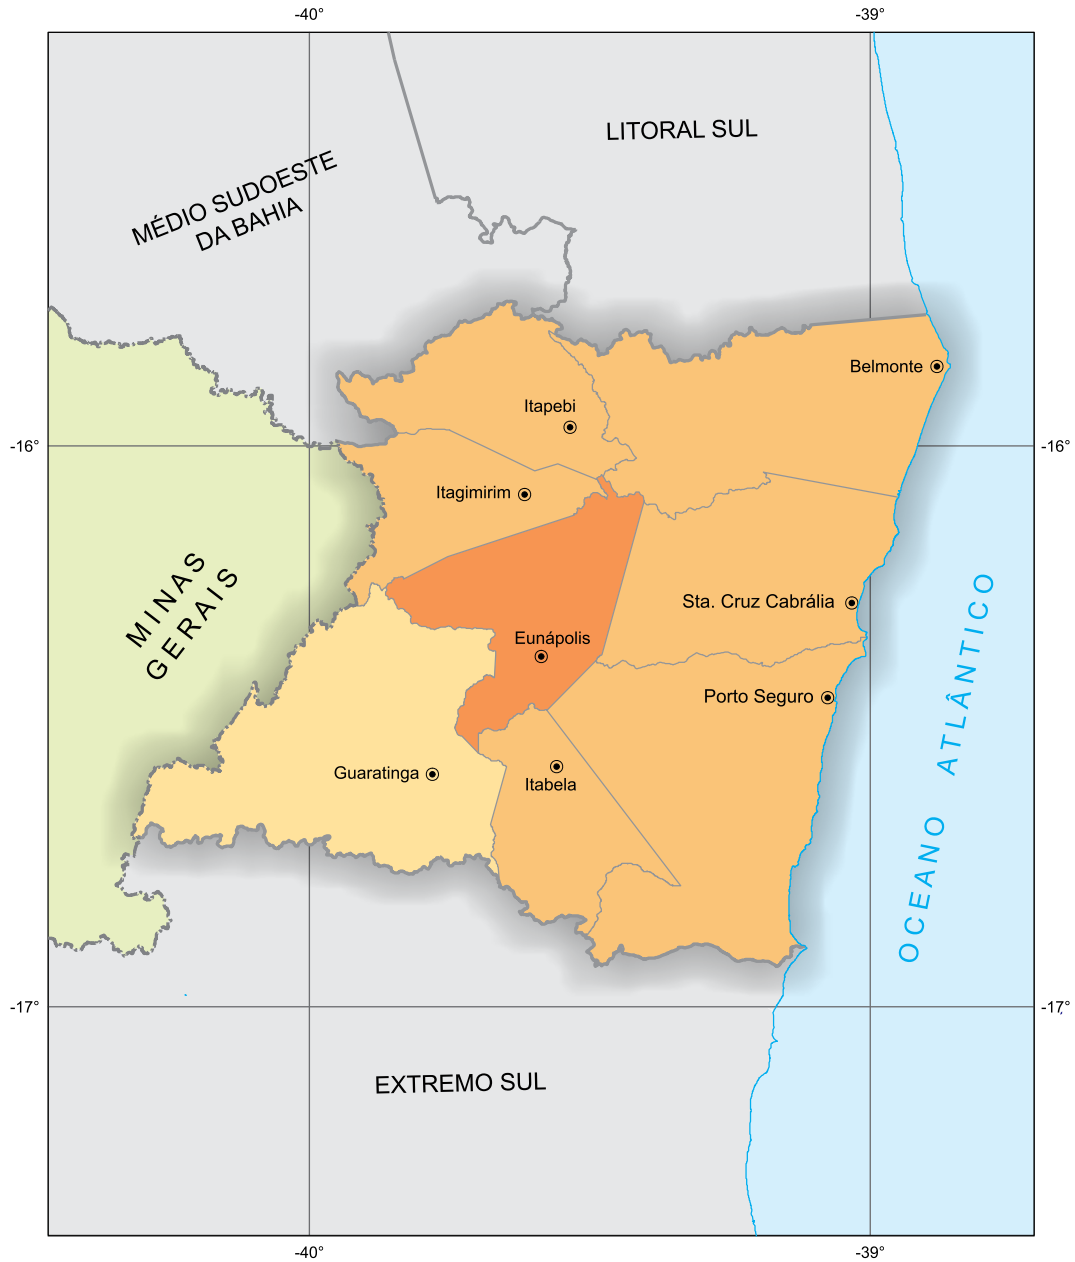 -40°
-39°
LITORAL SUL
MÉDIO SUDOESTE
DA BAHIA
Belmonte
Itapebi
-16°
-16°
Itagimirim
MINAS
GERAIS
Sta. Cruz Cabrália
Eunápolis
Porto Seguro
OCEANO ATLÂNTICO
Guaratinga
Itabela
-17°
-17°
EXTREMO SUL
-40°
-39°